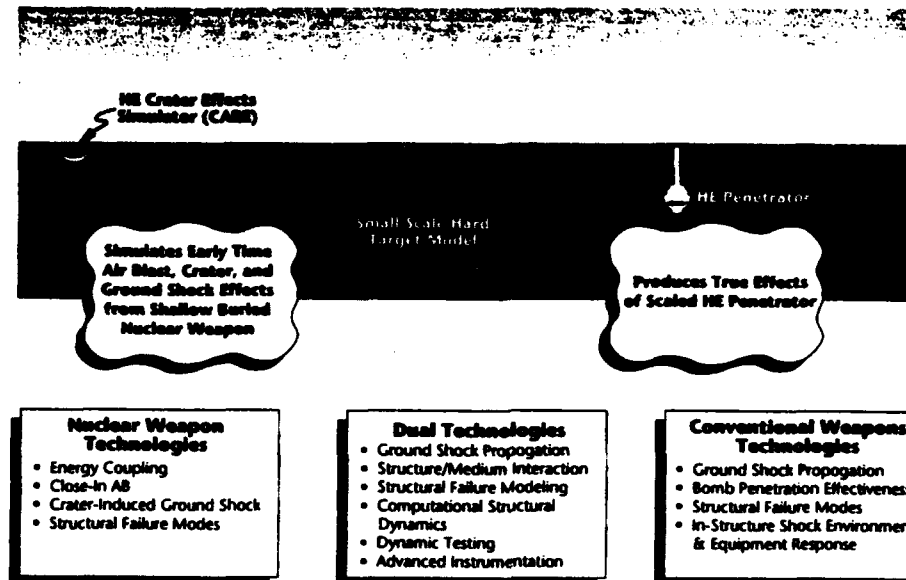 HE Crater Effects
Simulator (CARE)
HE Penetrator
Small Scale Hard
Target Model
Simulates Early Time
Air Blast, Crater, and
Ground Shock Effects
from Shallow Buried
Nuclear Weapon
Produces True Effects
of Scaled HE Penetrator
Nuclear Weapon
Technologies
• Energy Coupling
• Close-In AB
• Crater-Induced Ground Shock
• Structural Failure Modes
Dual Technologies
• Ground Shock Propogation
• Structure/Medium Interaction
• Structural Failure Modeling
• Computational Structural
Dynamics
• Dynamic Testing
• Advanced Instrumentation
Conventional Weapons
Technologies
• Ground Shock Propogation
• Bomb Penetration Effectiveness
• Structural Failure Modes
• In-Structure Shock Environment
& Equipment Response